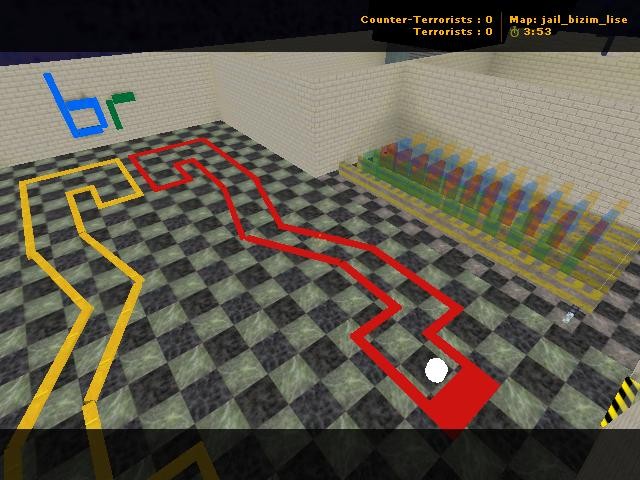 Counter-Terrorists : 0
Map: jail_bizim_lise
Terrorists : 0
3:53
br